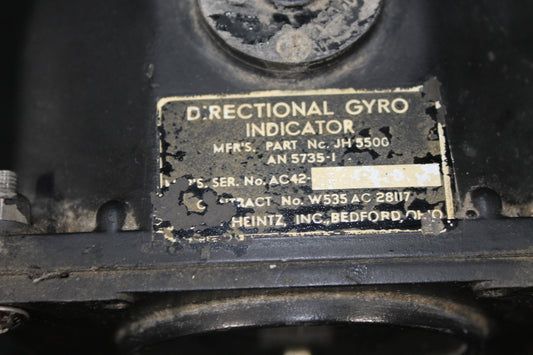 DIRECTIONAL GYRO
INDICATOR
MFR'S. PART No. JH 5500
AN 5735-1
SER. No. AC42-
No. W535 AC 28117
HEINTZ, INC. BEDFORD, OHIO